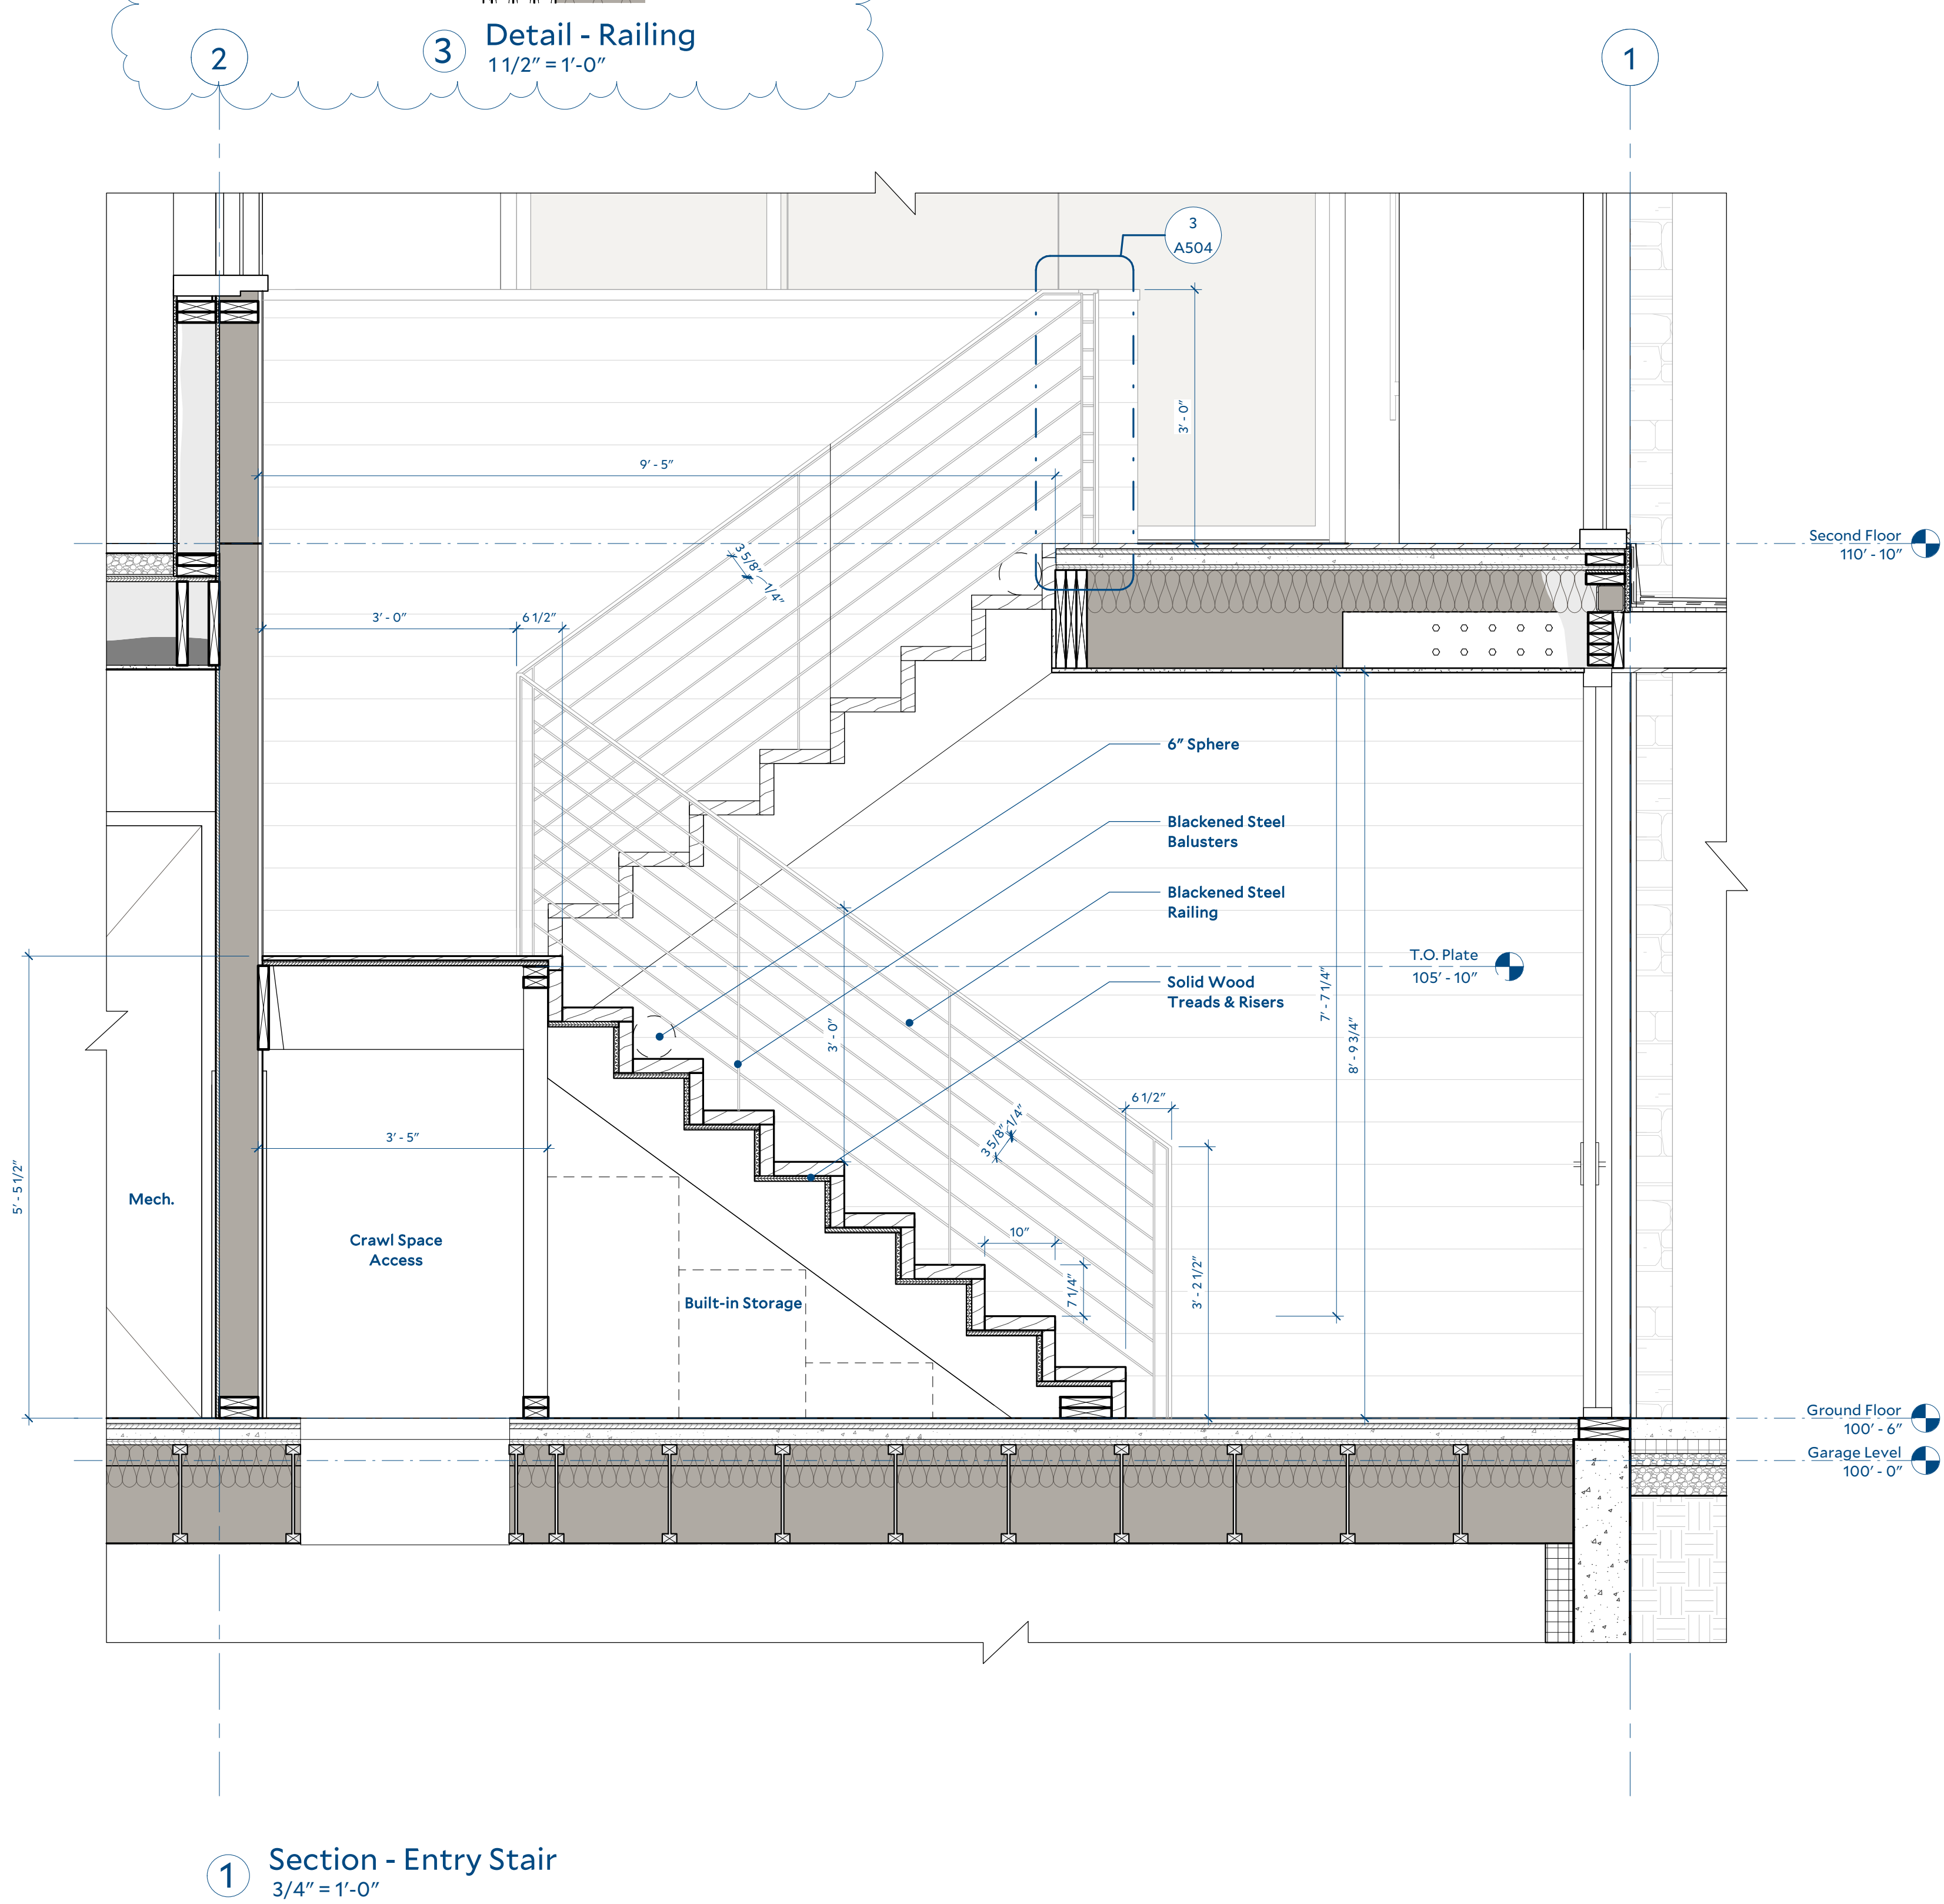 Detail - Railing
3
1 1/2" = 1'-0"
2
1
3
A504
3' - 0"
9' - 5"
Second Floor
110' - 10"
3 5/8"
1/4"
3' - 0"
6 1/2"
6" Sphere
Blackened Steel
Balusters
Blackened Steel
Railing
T.O. Plate
105' - 10"
Solid Wood
Treads & Risers
7' - 7 1/4"
8' - 9 3/4"
3' - 0"
6 1/2"
3 5/8"
1/4"
3' - 5"
5' - 5 1/2"
Mech.
Crawl Space
Access
10"
7 1/4"
3' - 2 1/2"
Built-in Storage
Ground Floor
100' - 6"
Garage Level
100' - 0"
1
Section - Entry Stair
3/4" = 1'-0"